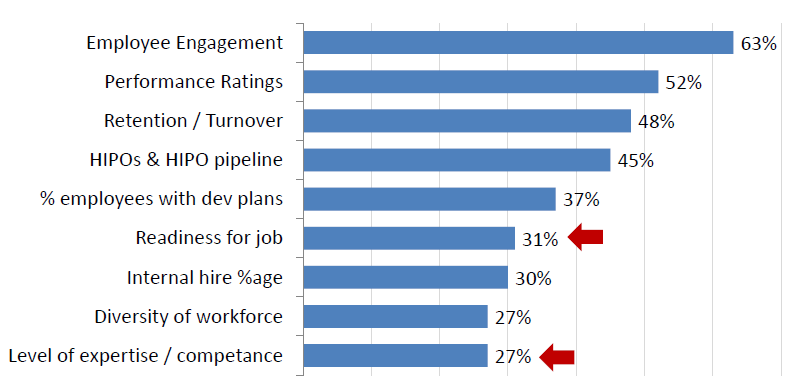 Employee Engagement 63%
Performance Ratings 52%
Retention / Turnover 48%
HIPOs & HIPO pipeline 45%
% employees with dev plans 37%
Readiness for job 31%
Internal hire %age 30%
Diversity of workforce 27%
Level of expertise / competance 27%